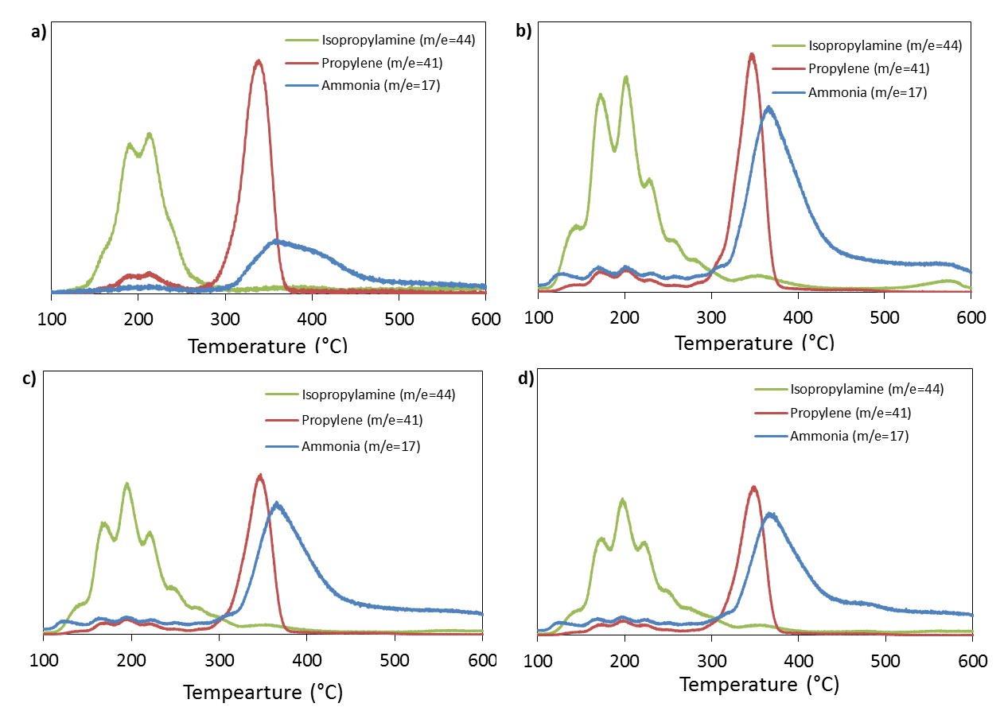 a)
Isopropylamine (m/e=44)
Propylene (m/e=41)
Ammonia (m/e=17)
100 200 300 400 500 600
Temperature (°C)
b)
Isopropylamine (m/e=44)
Propylene (m/e=41)
Ammonia (m/e=17)
100 200 300 400 500 600
Temperature (°C)
c)
Isopropylamine (m/e=44)
Propylene (m/e=41)
Ammonia (m/e=17)
100 200 300 400 500 600
Tempearture (°C)
d)
Isopropylamine (m/e=44)
Propylene (m/e=41)
Ammonia (m/e=17)
100 200 300 400 500 600
Temperature (°C)